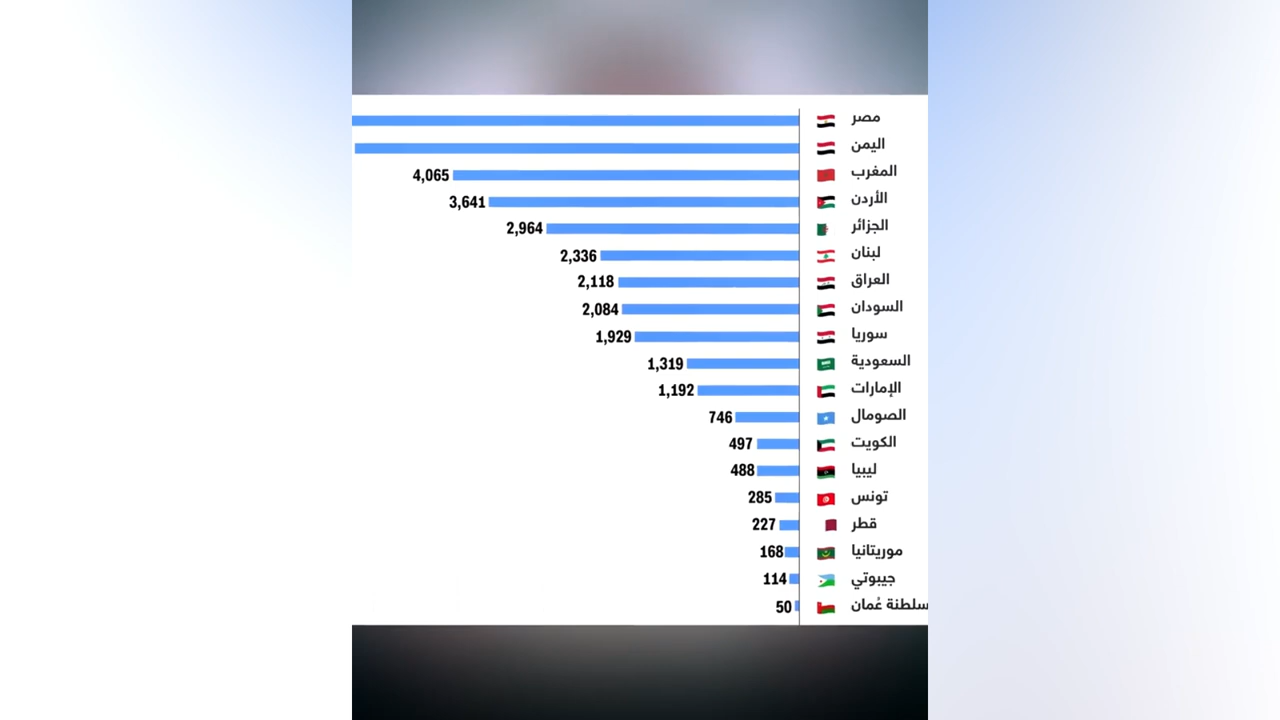 مصر
اليمن
المغرب 4,065
الأردن 3,641
الجزائر 2,964
لبنان 2,336
العراق 2,118
السودان 2,084
سوريا 1,929
السعودية 1,319
الإمارات 1,192
الصومال 746
الكويت 497
ليبيا 488
تونس 285
قطر 227
موريتانيا 168
جيبوتي 114
سلطنة عُمان 50